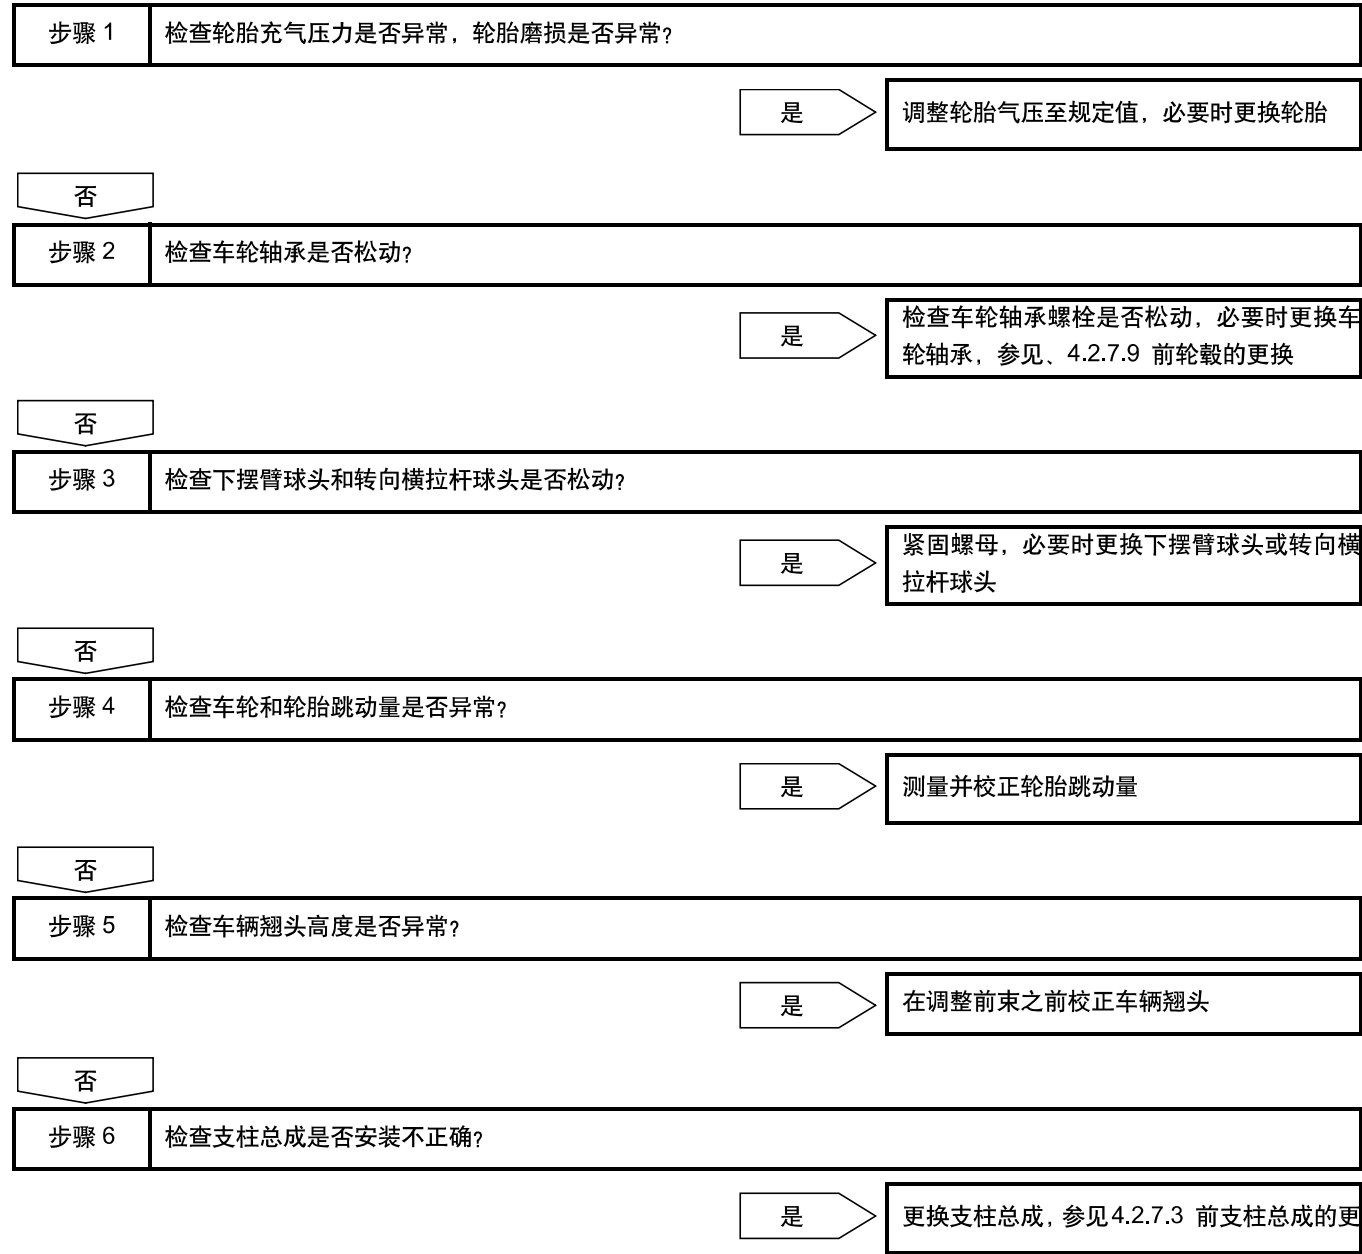 步骤 1 检查轮胎充气压力是否异常，轮胎磨损是否异常？
是 调整轮胎气压至规定值，必要时更换轮胎
否
步骤 2 检查车轮轴承是否松动？
检查车轮轴承螺栓是否松动，必要时更换车
是
轮轴承，参见、4.2.7.9 前轮毂的更换
否
步骤 3 检查下摆臂球头和转向横拉杆球头是否松动？
紧固螺母，必要时更换下摆臂球头或转向横
是
拉杆球头
否
步骤 4 检查车轮和轮胎跳动量是否异常？
是 测量并校正轮胎跳动量
否
步骤 5 检查车辆翘头高度是否异常？
是 在调整前束之前校正车辆翘头
否
步骤 6 检查支柱总成是否安装不正确？
是 更换支柱总成，参见4.2.7.3 前支柱总成的更